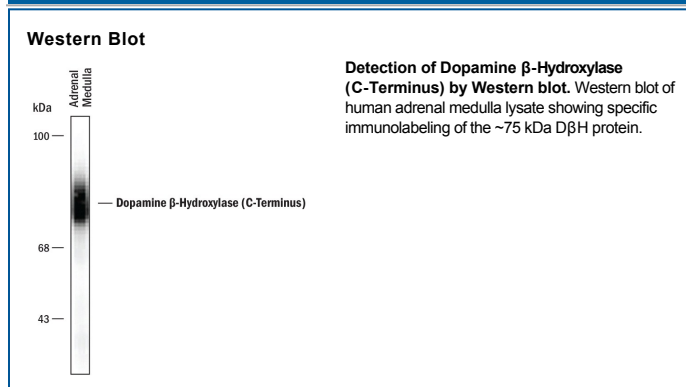 Western Blot
Adrenal
Medulla
kDa
100
Dopamine β-Hydroxylase (C-Terminus)
68
43
Detection of Dopamine β-Hydroxylase
(C-Terminus) by Western blot. Western blot of
human adrenal medulla lysate showing specific
immunolabeling of the ~75 kDa DβH protein.